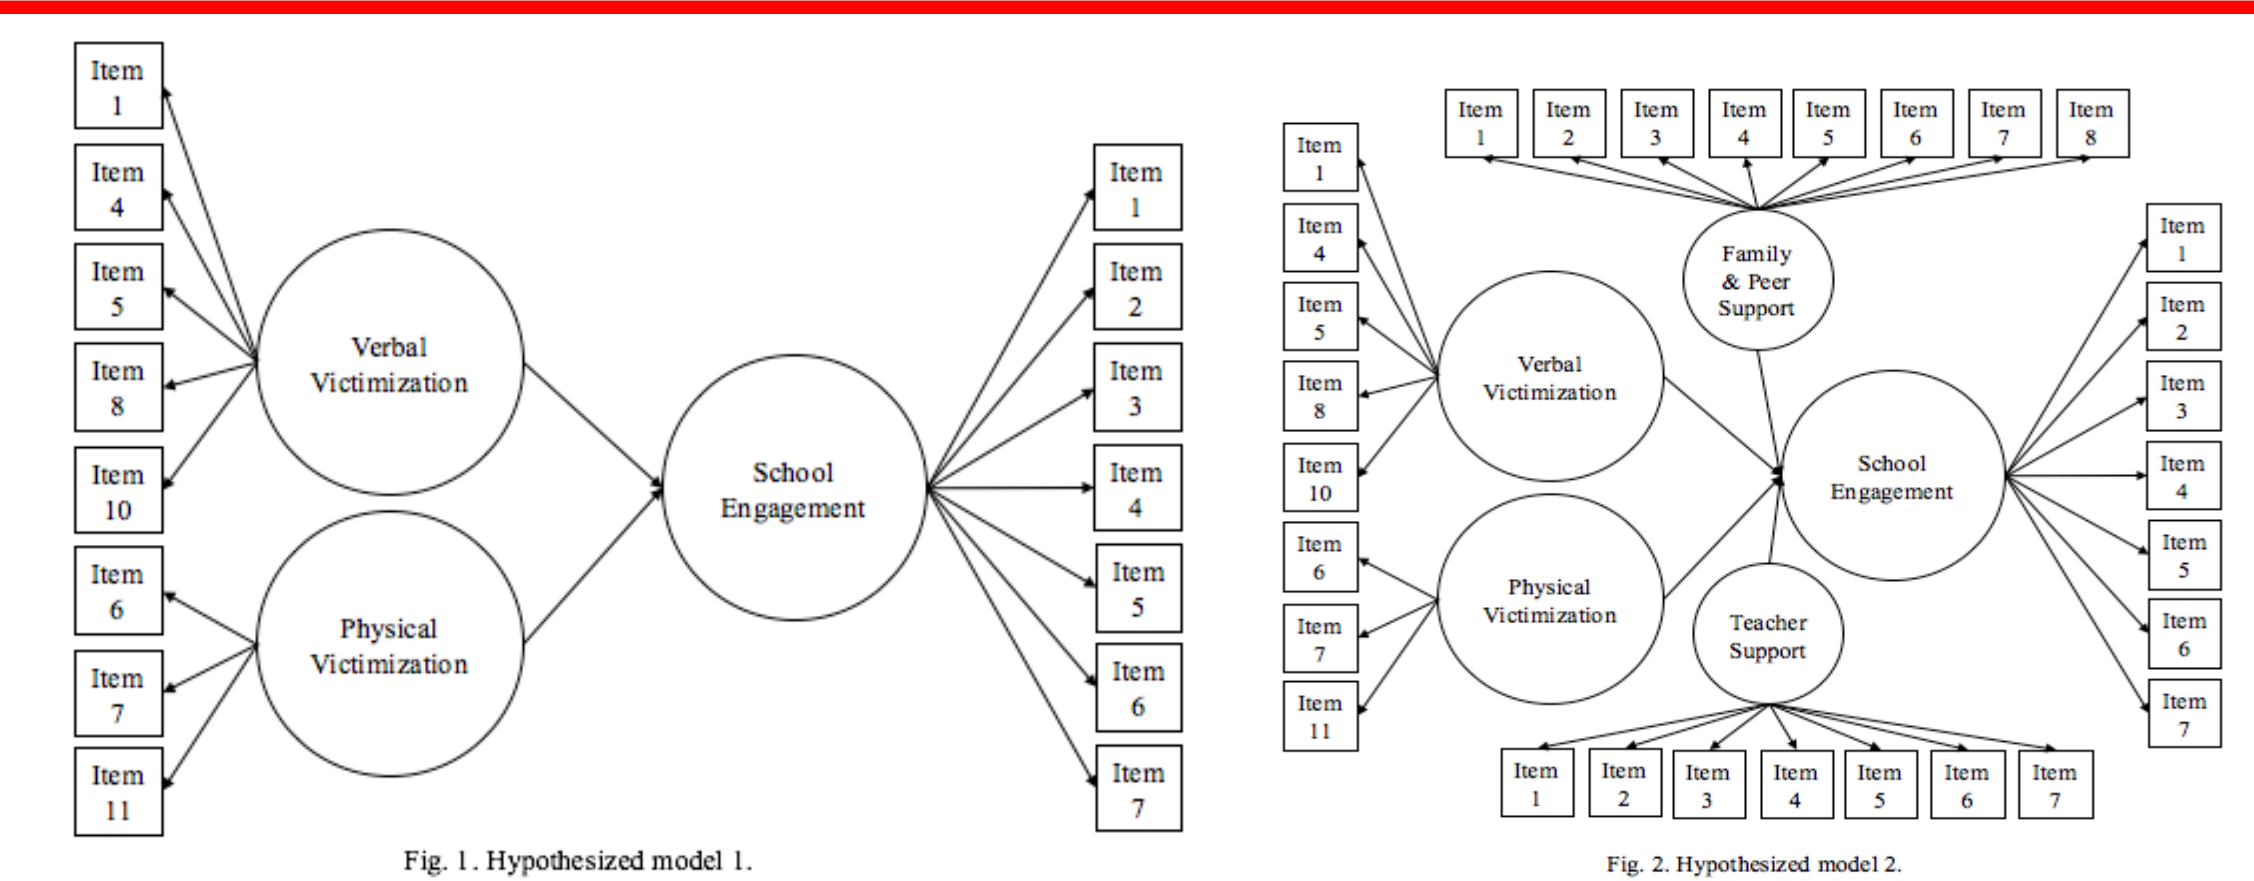 Item
1
Item
4
Item
5
Item
8
Item
10
Item
6
Item
7
Item
11
Verbal
Victimization
Physical
Victimization
School
Engagement
Item
1
Item
2
Item
3
Item
4
Item
5
Item
6
Item
7
Fig. 1. Hypothesized model 1.
Item
1
Item
2
Item
3
Item
4
Item
5
Item
6
Item
7
Item
8
Item
1
Item
4
Item
5
Item
8
Item
10
Item
6
Item
7
Item
11
Family
& Peer
Support
Verbal
Victimization
Physical
Victimization
School
Engagement
Teacher
Support
Item
1
Item
2
Item
3
Item
4
Item
5
Item
6
Item
7
Item
1
Item
2
Item
3
Item
4
Item
5
Item
6
Item
7
Fig. 2. Hypothesized model 2.